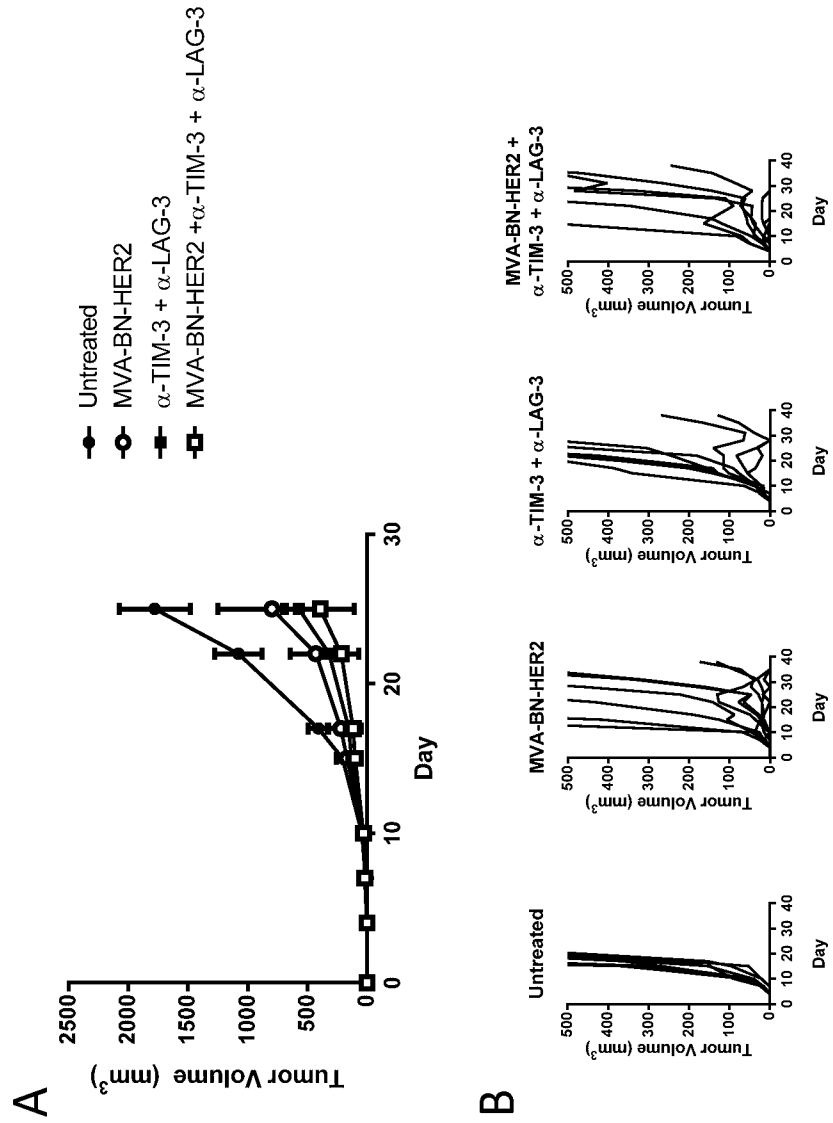 A
Tumor Volume (mm³)
2500
2000
1500
1000
500
0
0
10
20
30
Day
Untreated
MVA-BN-HER2
α-TIM-3 + α-LAG-3
MVA-BN-HER2 +α-TIM-3 + α-LAG-3
B
Untreated
Tumor Volume (mm³)
500
400
300
200
100
0
0 10 20 30 40
Day
MVA-BN-HER2
Tumor Volume (mm³)
500
400
300
200
100
0
0 10 20 30 40
Day
α-TIM-3 + α-LAG-3
Tumor Volume (mm³)
500
400
300
200
100
0
0 10 20 30 40
Day
MVA-BN-HER2 +
α-TIM-3 + α-LAG-3
Tumor Volume (mm³)
500
400
300
200
100
0
0 10 20 30 40
Day